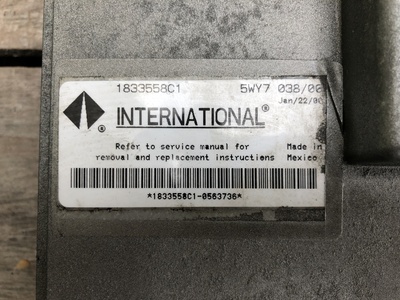 1833558C1 5WY7 038/00
Jan/22/00
INTERNATIONAL®
®
Refer to service manual for Made in
removal and replacement instructions Mexico
*1833558C1-0563736*